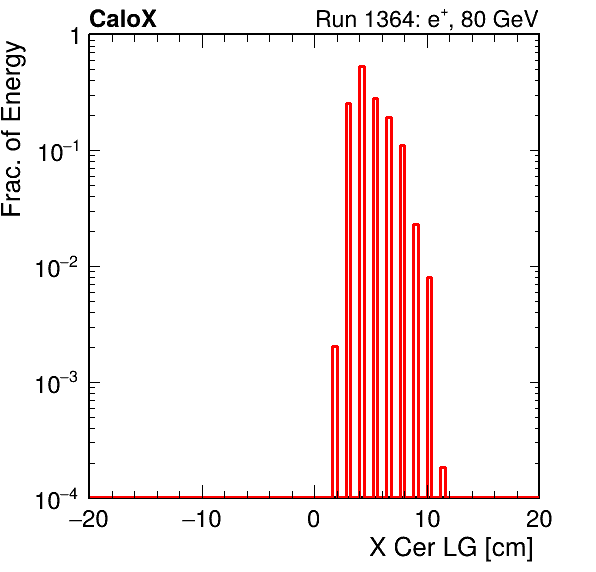 CaloX
Run 1364: e⁺, 80 GeV
Frac. of Energy
1
10⁻¹
10⁻²
10⁻³
10⁻⁴
−20
−10
0
10
20
X Cer LG [cm]